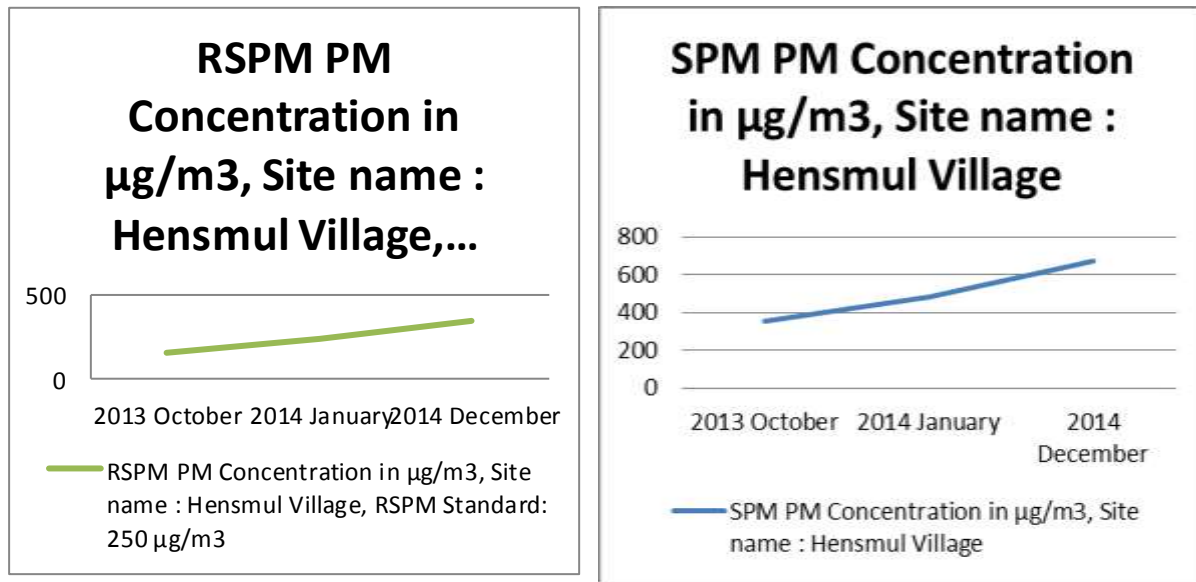 RSPM PM
Concentration in
µg/m3, Site name :
Hensmul Village,...
500
0
2013 October 2014 January2014 December
RSPM PM Concentration in µg/m3, Site
name : Hensmul Village, RSPM Standard:
250 µg/m3
SPM PM Concentration
in µg/m3, Site name :
Hensmul Village
800
600
400
200
0
2013 October 2014 January 2014
December
SPM PM Concentration in µg/m3, Site
name : Hensmul Village